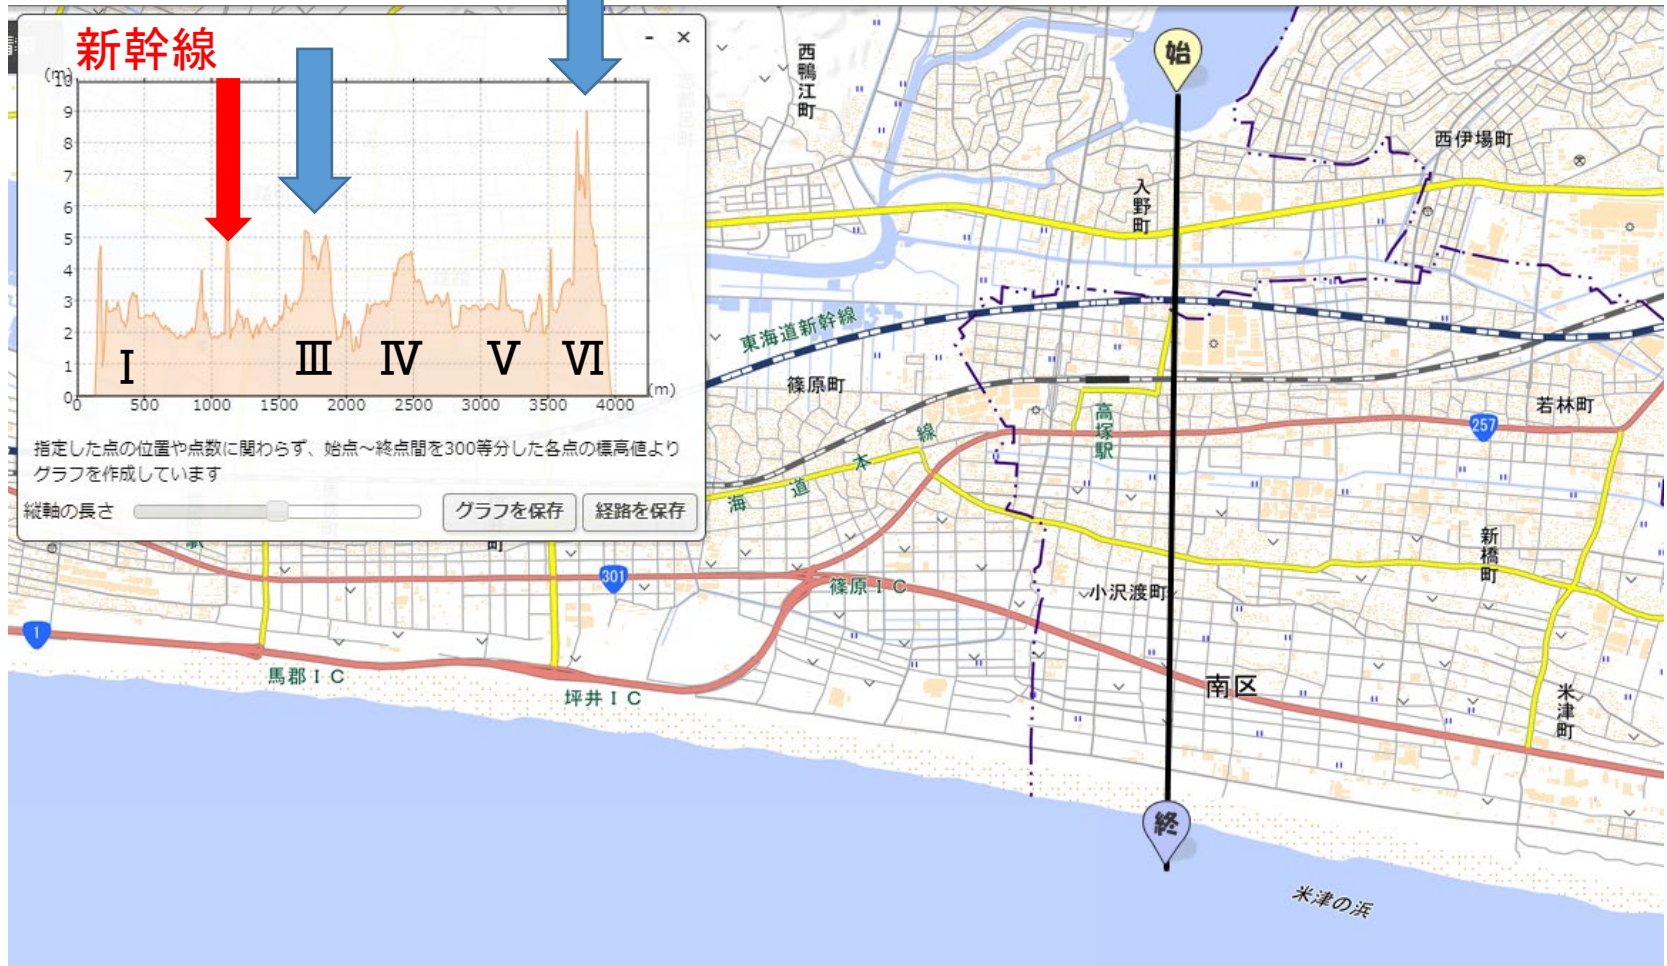 新幹線
- ×
(m)
10
9
8
7
6
5
4
3
2
1
0
Ⅰ
Ⅲ
Ⅳ
Ⅴ
Ⅵ
0 500 1000 1500 2000 2500 3000 3500 4000
(m)
指定した点の位置や点数に関わらず、始点～終点間を300等分した各点の標高値より
グラフを作成しています
縦軸の長さ
グラフを保存
経路を保存
始
西鴨江町
西伊場町
入野町
東海道新幹線
篠原町
高塚駅
若林町
257
海道本線
新橋町
301
篠原ＩＣ
小沢渡町
1
馬郡ＩＣ
坪井ＩＣ
南区
米津町
終
米津の浜
町